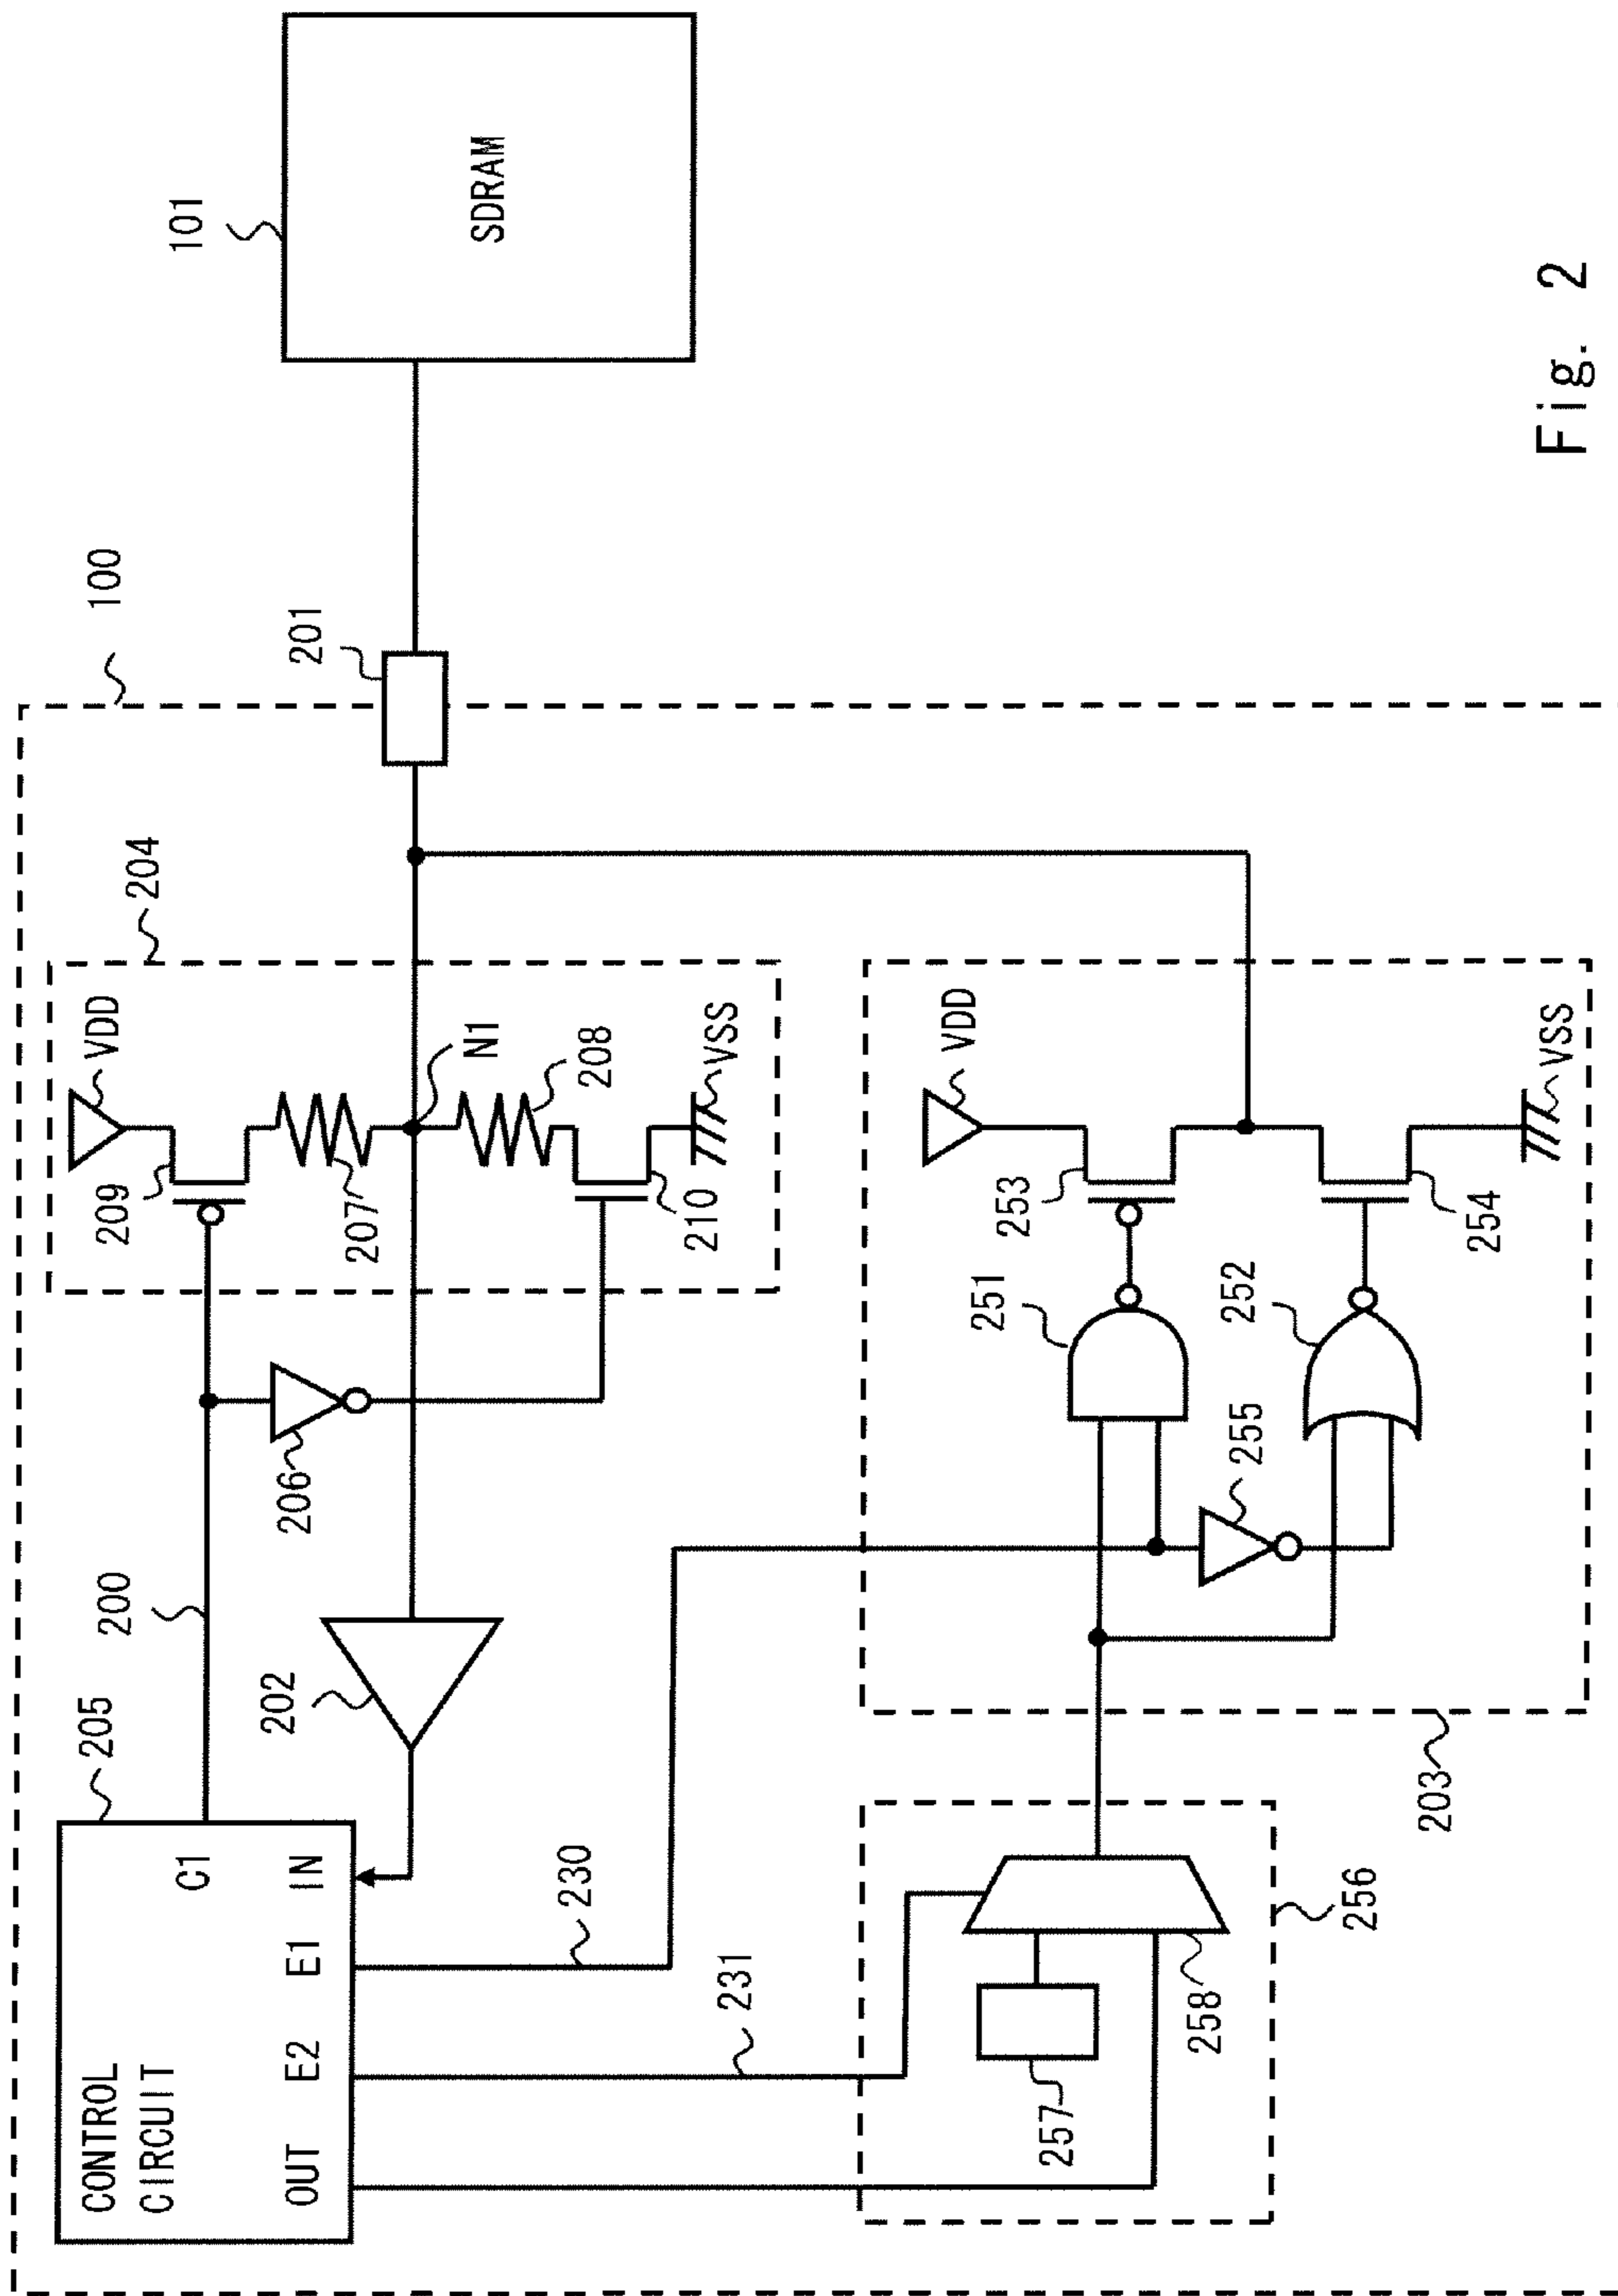 100
101
205
200
204
CONTROL
CIRCUIT
C1
209
VDD
SDRAM
OUT
E2
E1
IN
202
206
207
N1
201
208
210
VSS
231
230
203
VDD
251
253
257
258
255
252
254
VSS
256
Fig. 2